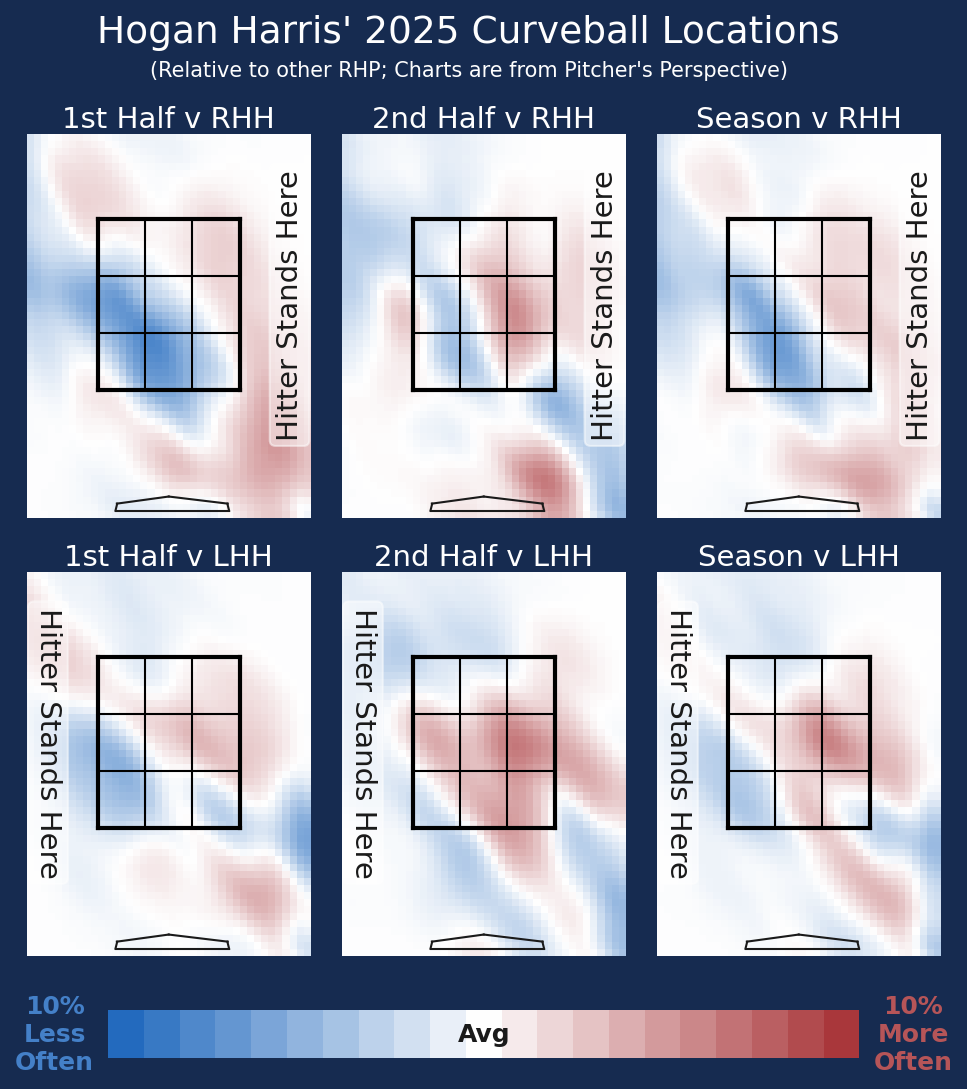 Hogan Harris' 2025 Curveball Locations
(Relative to other RHP; Charts are from Pitcher's Perspective)
1st Half v RHH
2nd Half v RHH
Season v RHH
Hitter Stands Here
Hitter Stands Here
Hitter Stands Here
1st Half v LHH
2nd Half v LHH
Season v LHH
Hitter Stands Here
Hitter Stands Here
Hitter Stands Here
10%
Less
Often
Avg
10%
More
Often